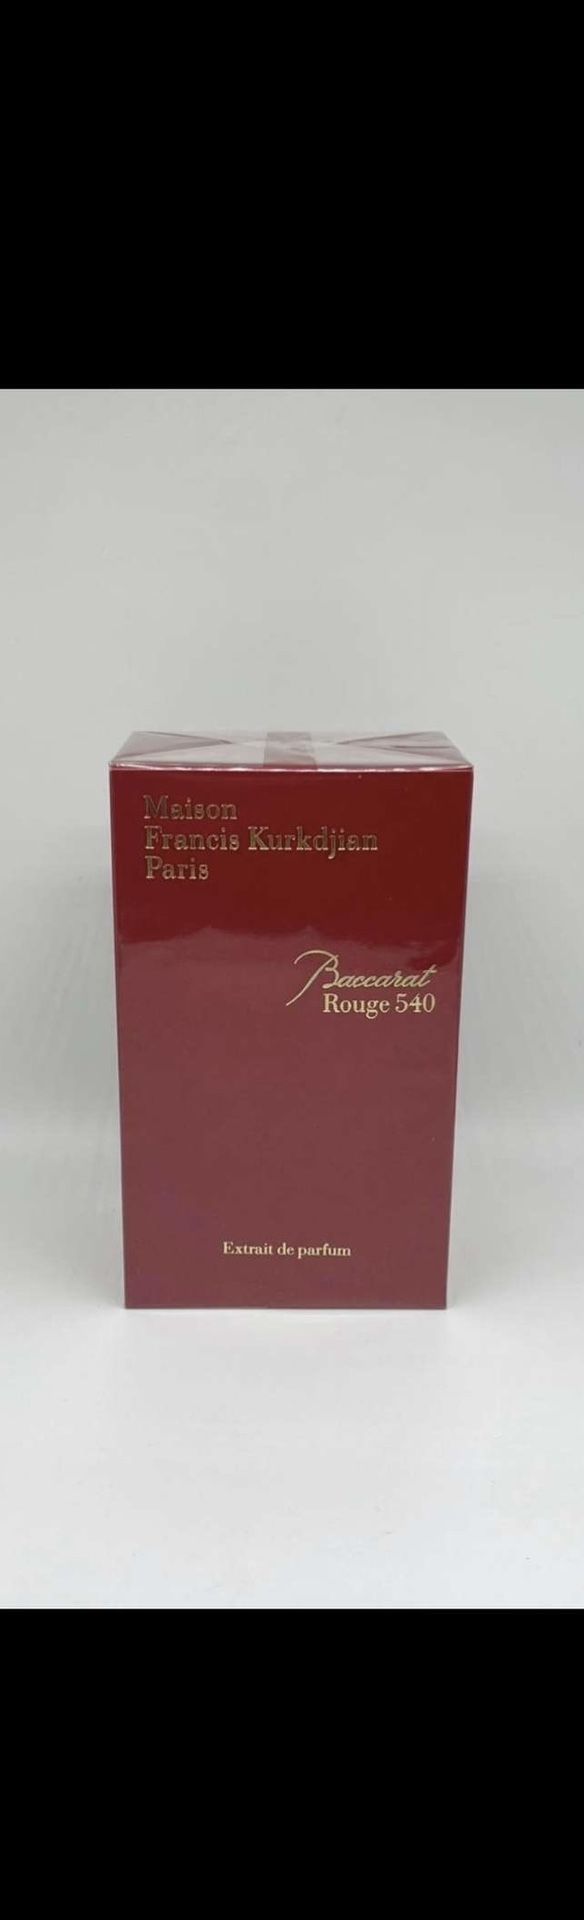 Maison
Francis Kurkdjian
Paris
Baccarat
Rouge 540
Extrait de parfum